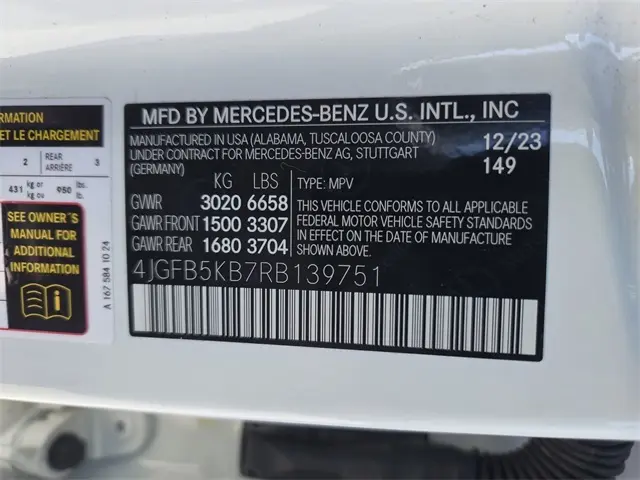 RMATION
ET LE CHARGEMENT
2 REAR ARRIÈRE 3
431 kg or kg ou 950 lbs. lb.
SEE OWNER'S
MANUAL FOR
ADDITIONAL
INFORMATION
A 167 584 10 24
MFD BY MERCEDES-BENZ U.S. INTL., INC
MANUFACTURED IN USA (ALABAMA, TUSCALOOSA COUNTY)
UNDER CONTRACT FOR MERCEDES-BENZ AG, STUTTGART
(GERMANY)
12/23
149
KG LBS
GVWR 3020 6658
GAWR FRONT 1500 3307
GAWR REAR 1680 3704
TYPE: MPV
THIS VEHICLE CONFORMS TO ALL APPLICABLE
FEDERAL MOTOR VEHICLE SAFETY STANDARDS
IN EFFECT ON THE DATE OF MANUFACTURE
SHOWN ABOVE.
4JGFB5KB7RB139751